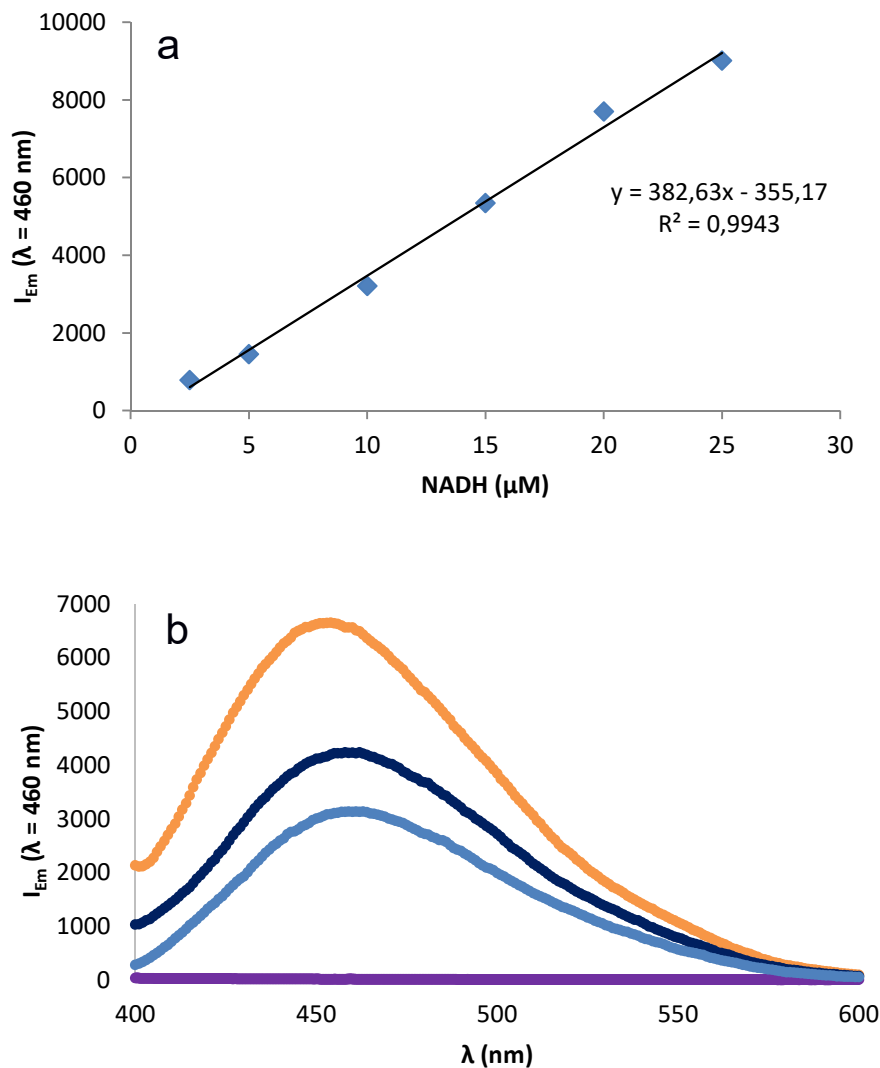 a
10000
8000
6000
4000
2000
0
I_Em (λ = 460 nm)
y = 382,63x - 355,17
R² = 0,9943
0 5 10 15 20 25 30
NADH (μM)
b
7000
6000
5000
4000
3000
2000
1000
0
I_Em (λ = 460 nm)
400 450 500 550 600
λ (nm)